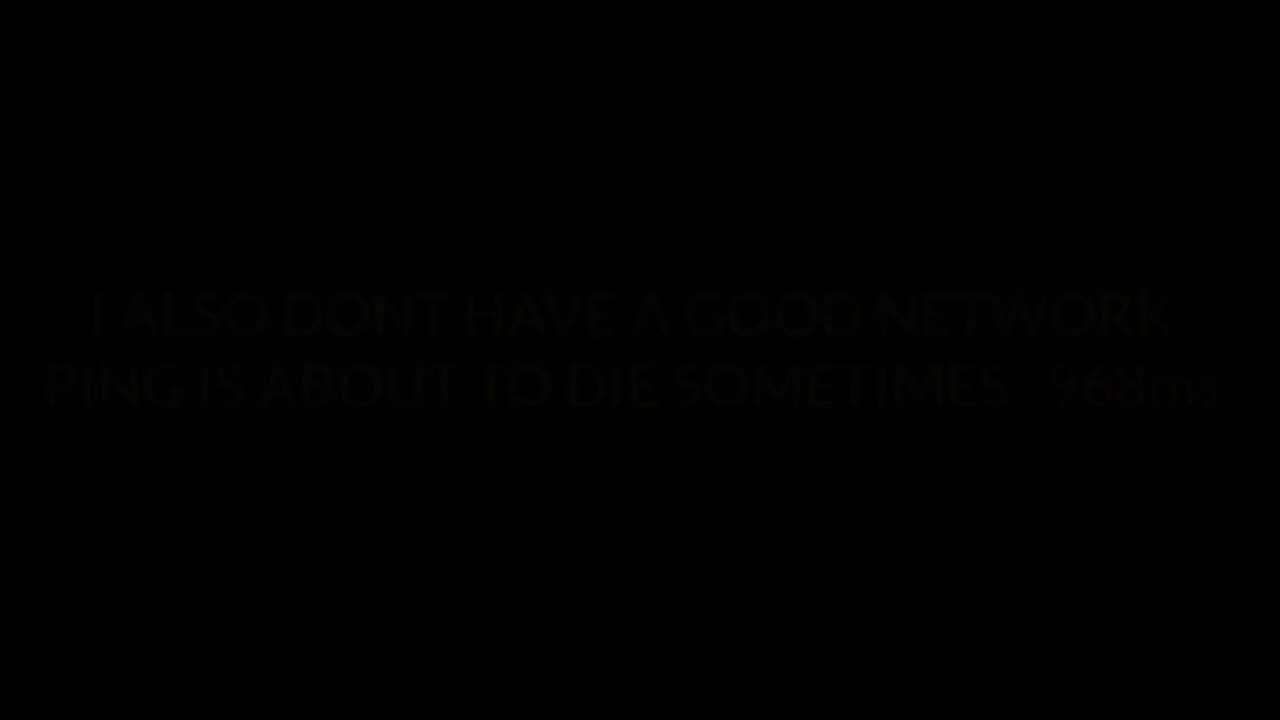 I ALSO DONT HAVE A GOOD NETWORK.
PING IS ABOUT TO DIE SOMETIMES.. 968ms